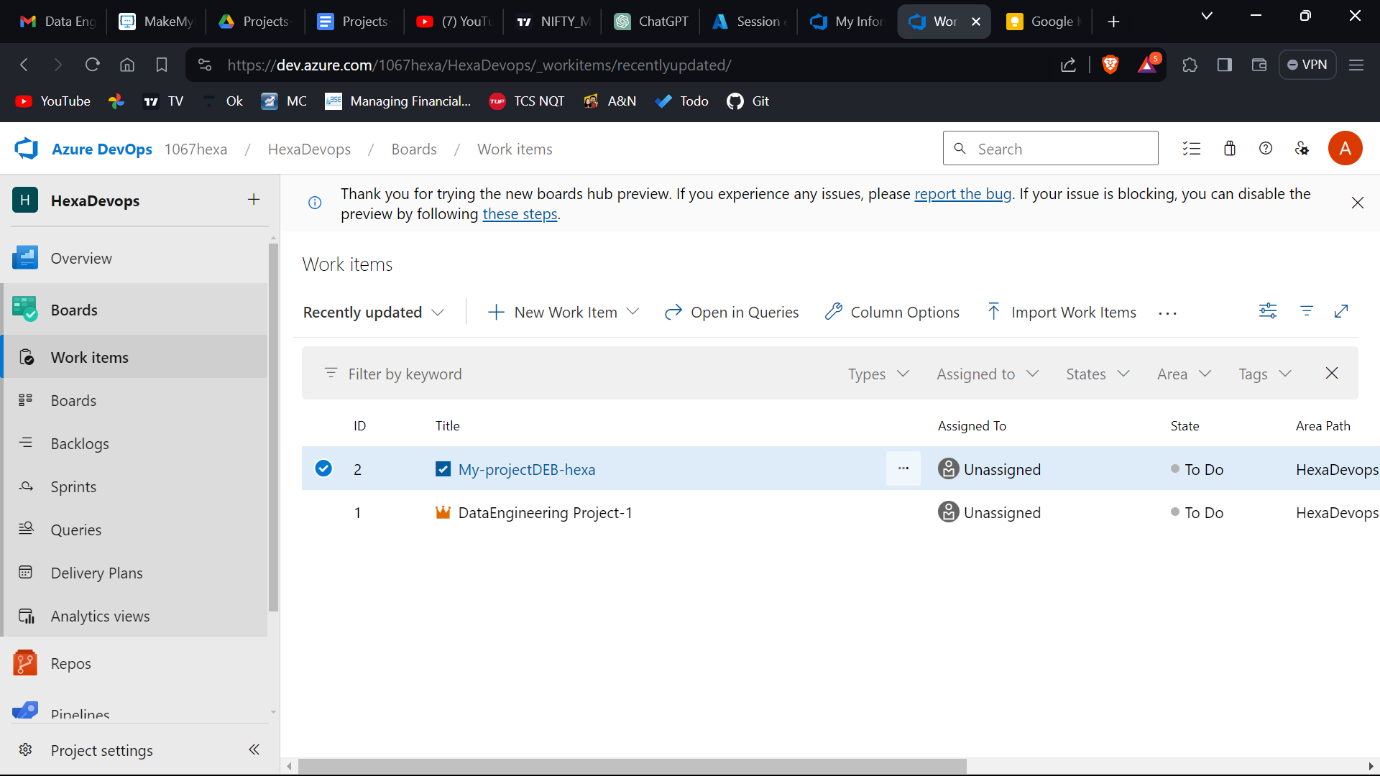 Data Eng
MakeMy
Projects-
Projects
(7) YouTu
NIFTY_M
ChatGPT
Session
My Infor
Wor
Google
https://dev.azure.com/1067hexa/HexaDevops/_workitems/recentlyupdated/
5
VPN
YouTube
TV
Ok
MC
Managing Financial...
TCS NQT
A&N
Todo
Git
Azure DevOps 1067hexa / HexaDevops / Boards / Work items
Search
A
H HexaDevops
Overview
Boards
Work items
Boards
Backlogs
Sprints
Queries
Delivery Plans
Analytics views
Repos
Pipelines
Project settings
Thank you for trying the new boards hub preview. If you experience any issues, please report the bug. If your issue is blocking, you can disable the
preview by following these steps.
Work items
Recently updated
New Work Item
Open in Queries
Column Options
Import Work Items
Filter by keyword
Types
Assigned to
States
Area
Tags
ID Title Assigned To State Area Path
2 My-projectDEB-hexa Unassigned To Do HexaDevops
1 DataEngineering Project-1 Unassigned To Do HexaDevops